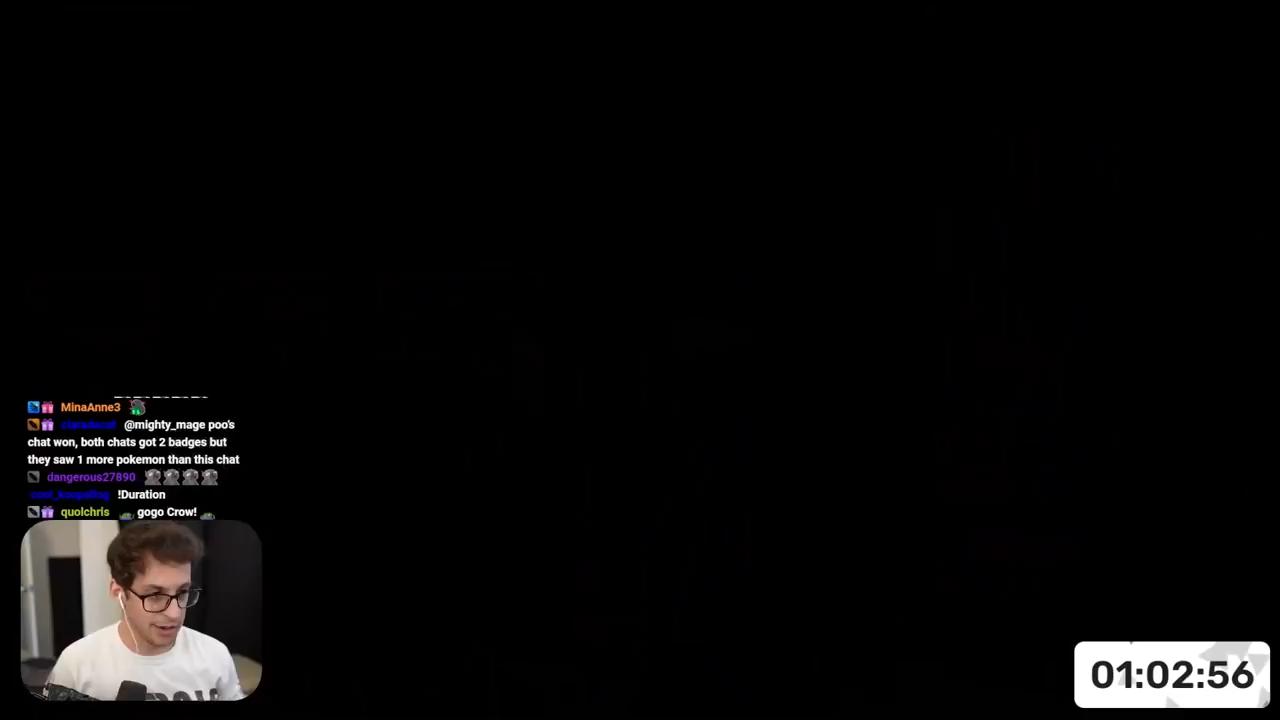 MinaAnne3
@mighty_mage poo's
chat won, both chats got 2 badges but
they saw 1 more pokemon than this chat
dangerous27890
cool_koopaling !Duration
quolchris gogo Crow!
01:02:56